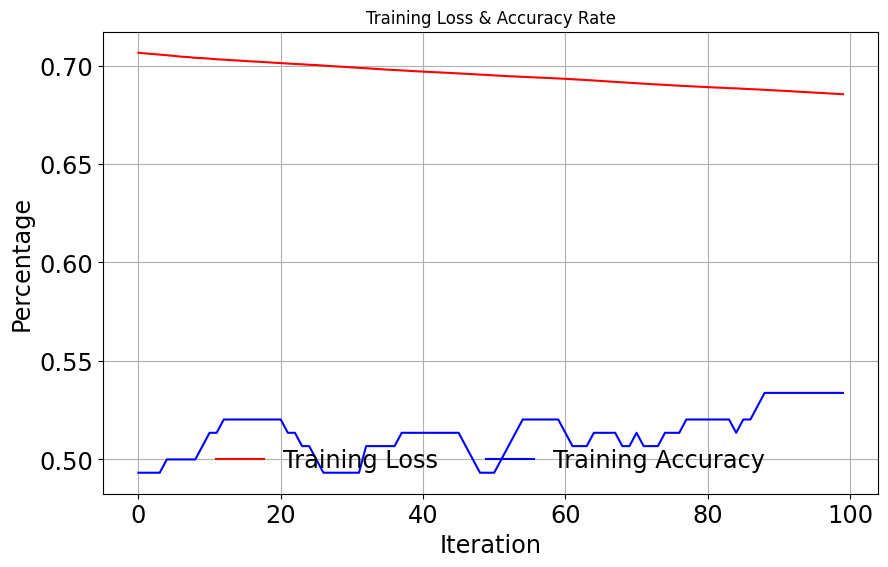 Training Loss & Accuracy Rate
0.70
0.65
0.60
0.55
0.50
Percentage
Training Loss Training Accuracy
0 20 40 60 80 100
Iteration